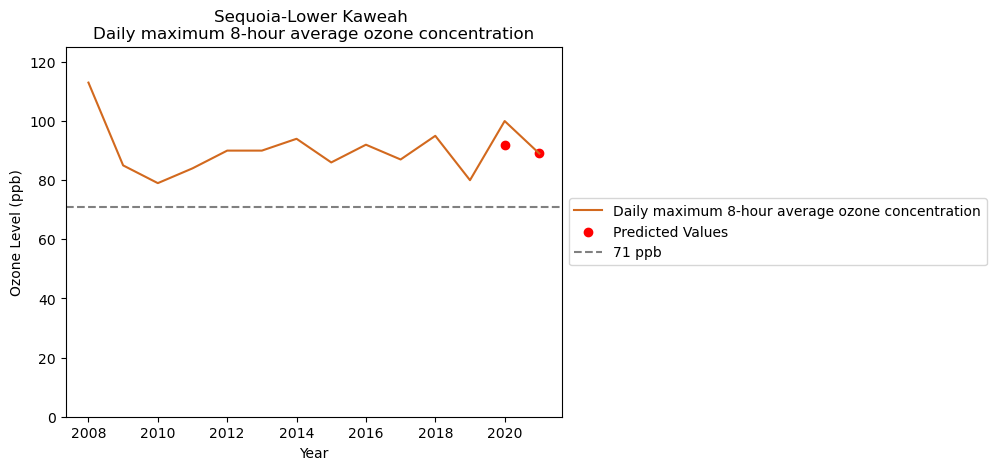 Sequoia-Lower Kaweah
Daily maximum 8-hour average ozone concentration
Ozone Level (ppb)
120
100
80
60
40
20
0
2008 2010 2012 2014 2016 2018 2020
Year
Daily maximum 8-hour average ozone concentration
Predicted Values
71 ppb